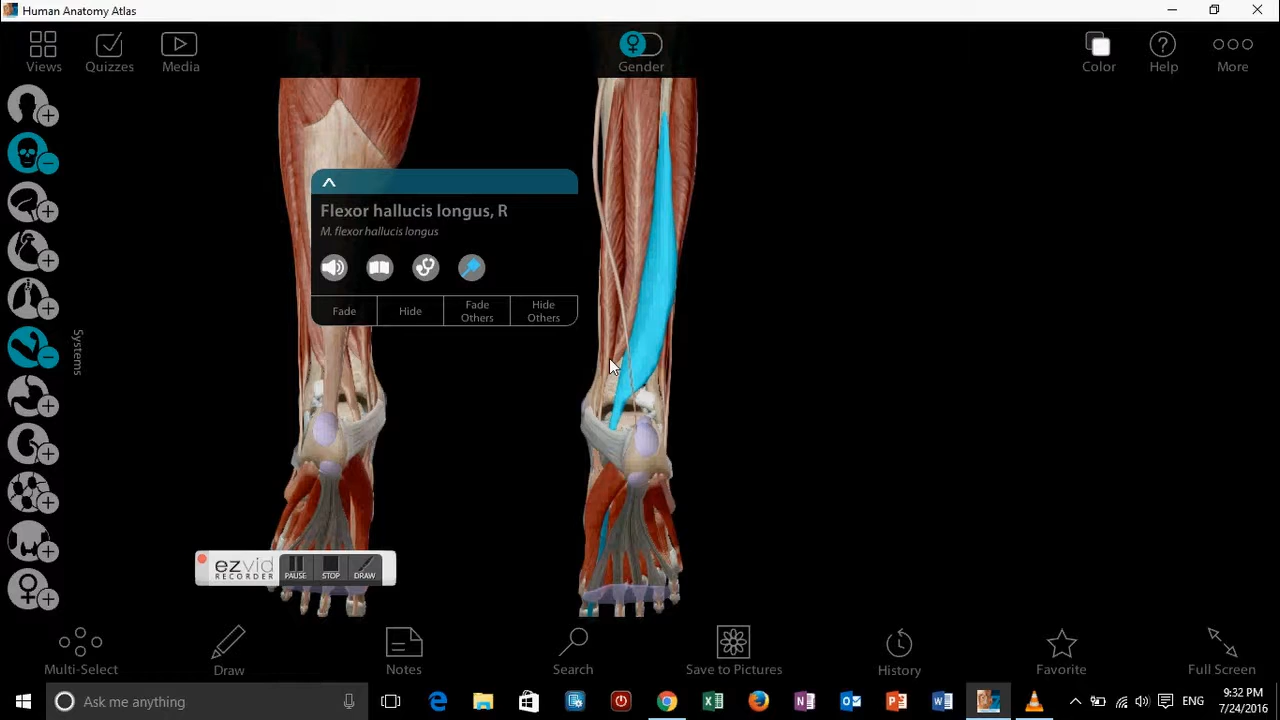 Human Anatomy Atlas
Views
Quizzes
Media
Gender
Color
Help
More
Systems
Flexor hallucis longus, R
M. flexor hallucis longus
Fade
Hide
Fade
Others
Hide
Others
ezvid
RECORDER
PAUSE
STOP
DRAW
Multi-Select
Draw
Notes
Search
Save to Pictures
History
Favorite
Full Screen
Ask me anything
ENG
9:32 PM
7/24/2016